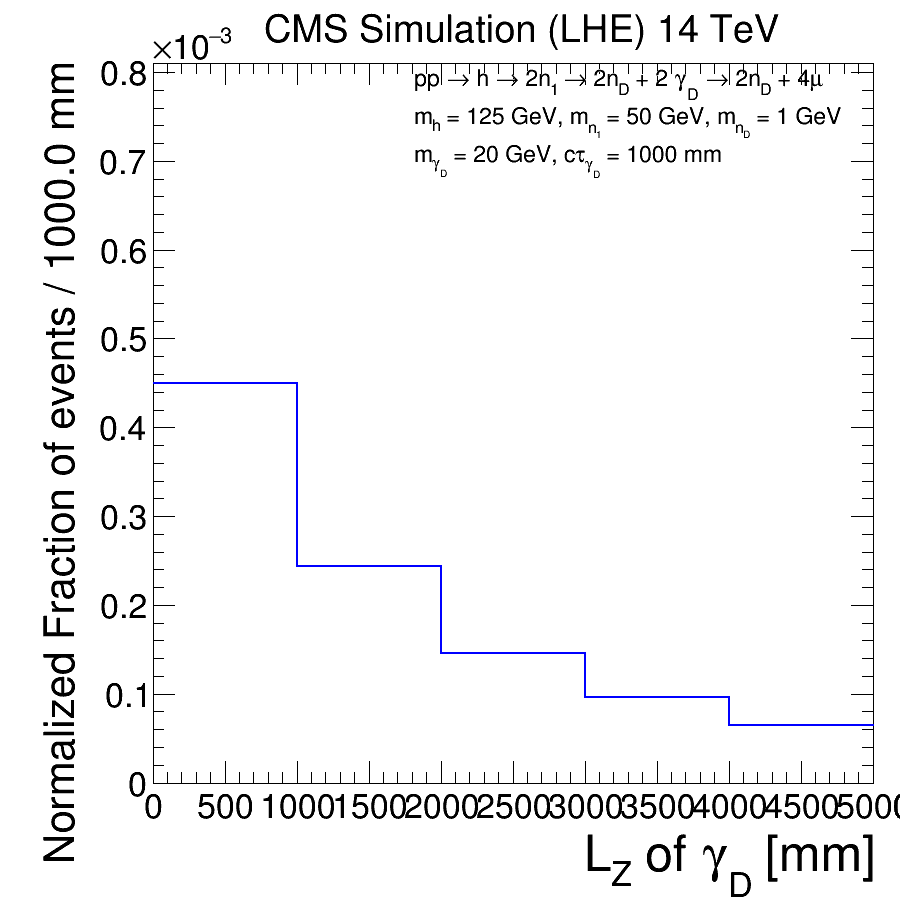 CMS Simulation (LHE) 14 TeV
×10⁻³
pp → h → 2n₁ → 2n_D + 2 γ_D → 2n_D + 4μ
m_h = 125 GeV, m_n₁ = 50 GeV, m_n_D = 1 GeV
m_γ_D = 20 GeV, cτ_γ_D = 1000 mm
Normalized Fraction of events / 1000.0 mm
0.8
0.7
0.6
0.5
0.4
0.3
0.2
0.1
0
0 500 1000 1500 2000 2500 3000 3500 4000 4500 5000
L_Z of γ_D [mm]